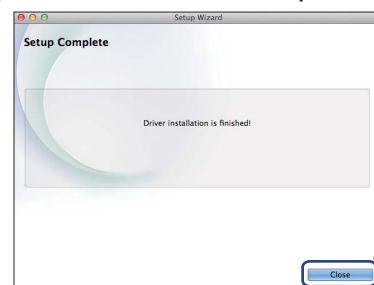 Setup Wizard
Setup Complete
Driver installation is finished!
Close